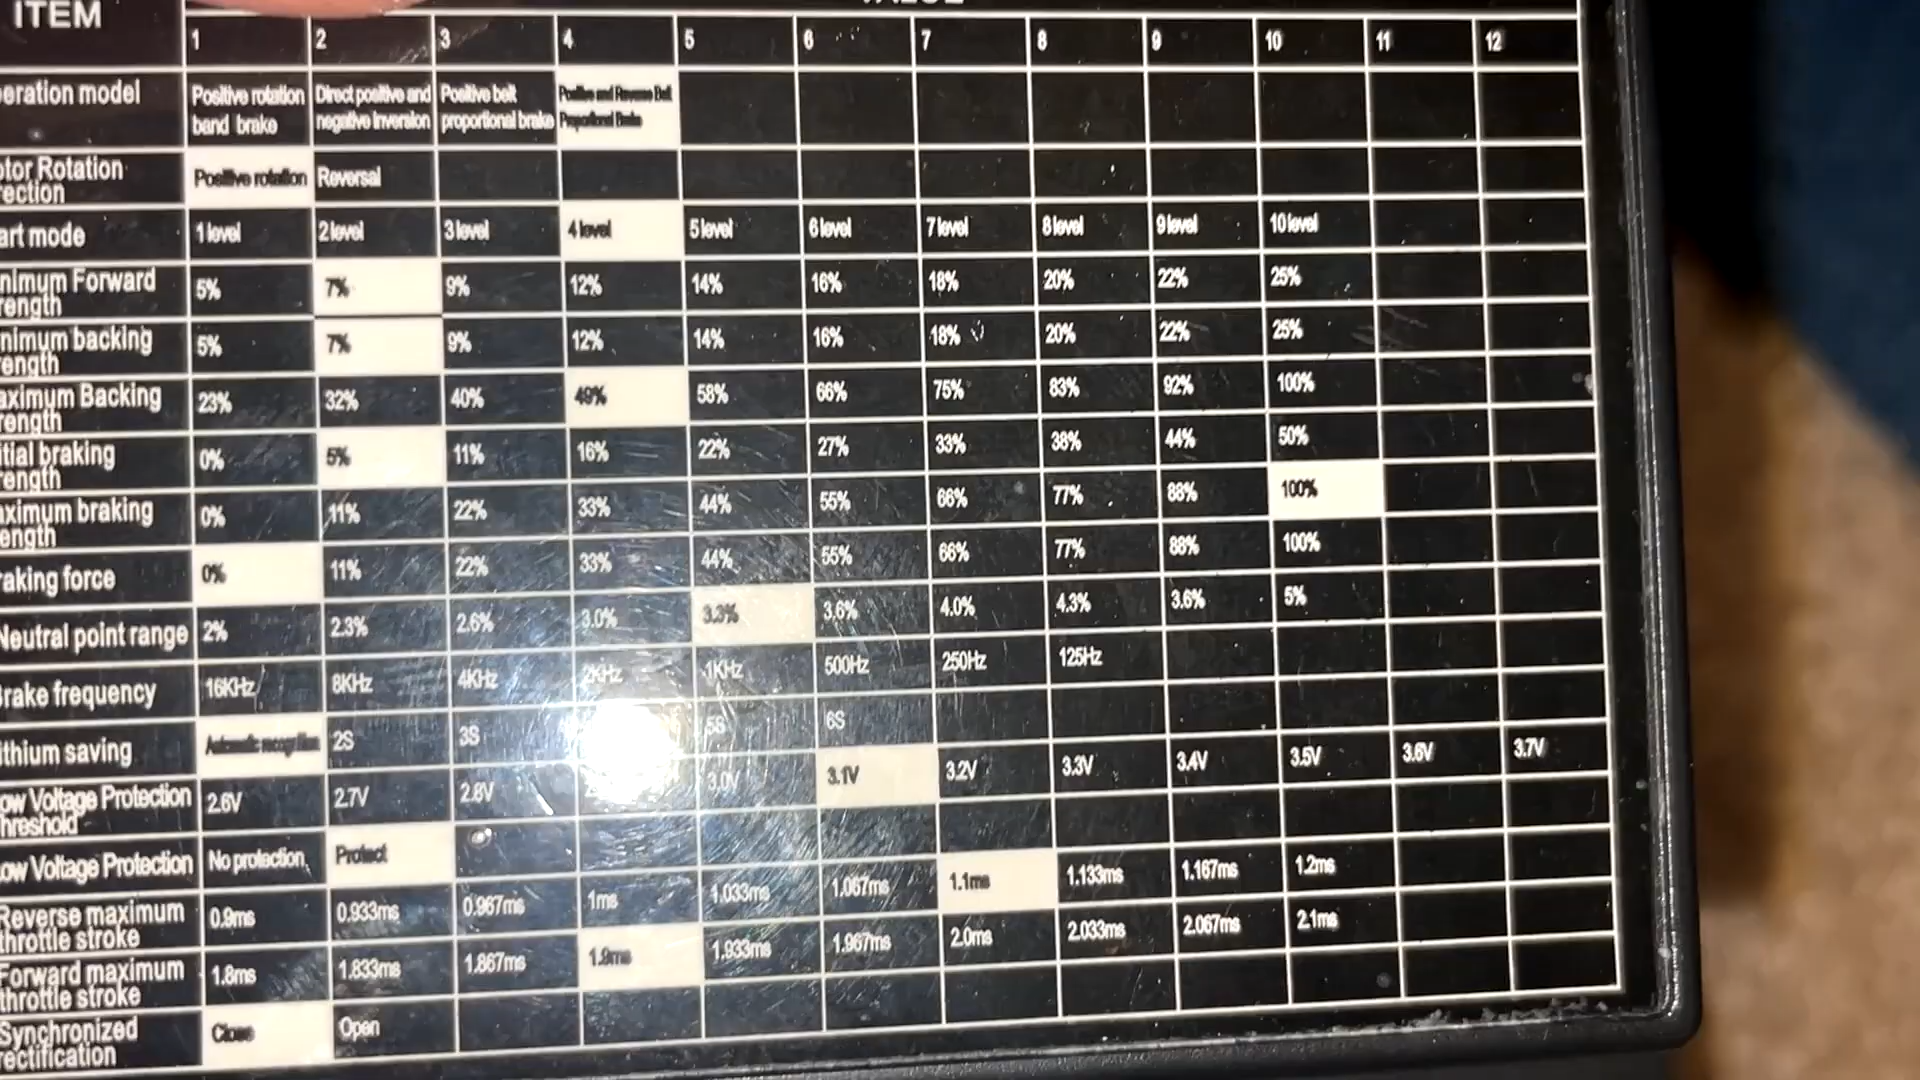 ITEM VALUE
1 2 3 4 5 6 7 8 9 10 11 12
eration model Positive rotation band brake Direct positive and negative inversion Positive belt proportional brake Positive and Reverse Belt Proportional Brake
otor Rotation rection Positive rotation Reversal
art mode 1 level 2 level 3 level 4 level 5 level 6 level 7 level 8 level 9 level 10 level
nimum Forward rength 5% 7% 9% 12% 14% 16% 18% 20% 22% 25%
nimum backing ength 5% 7% 9% 12% 14% 16% 18% 20% 22% 25%
aximum Backing rength 23% 32% 40% 49% 58% 66% 75% 83% 92% 100%
itial braking rength 0% 5% 11% 16% 22% 27% 33% 38% 44% 50%
aximum braking ength 0% 11% 22% 33% 44% 55% 66% 77% 88% 100%
raking force 0% 11% 22% 33% 44% 55% 66% 77% 88% 100%
Neutral point range 2% 2.3% 2.6% 3.0% 3.3% 3.6% 4.0% 4.3% 3.6% 5%
Brake frequency 16KHz 8KHz 4KHz 2KHz 1KHz 500Hz 250Hz 125Hz
ithium saving 2S 3S 5S 6S
ow Voltage Protection hreshold 2.6V 2.7V 2.8V 3.0V 3.1V 3.2V 3.3V 3.4V 3.5V 3.6V 3.7V
ow Voltage Protection No protection, Protect
Reverse maximum throttle stroke 0.9ms 0.933ms 0.967ms 1ms 1.033ms 1.067ms 1.1ms 1.133ms 1.167ms 1.2ms
Forward maximum throttle stroke 1.8ms 1.833ms 1.867ms 1.9ms 1.933ms 1.967ms 2.0ms 2.033ms 2.067ms 2.1ms
Synchronized rectification Close Open